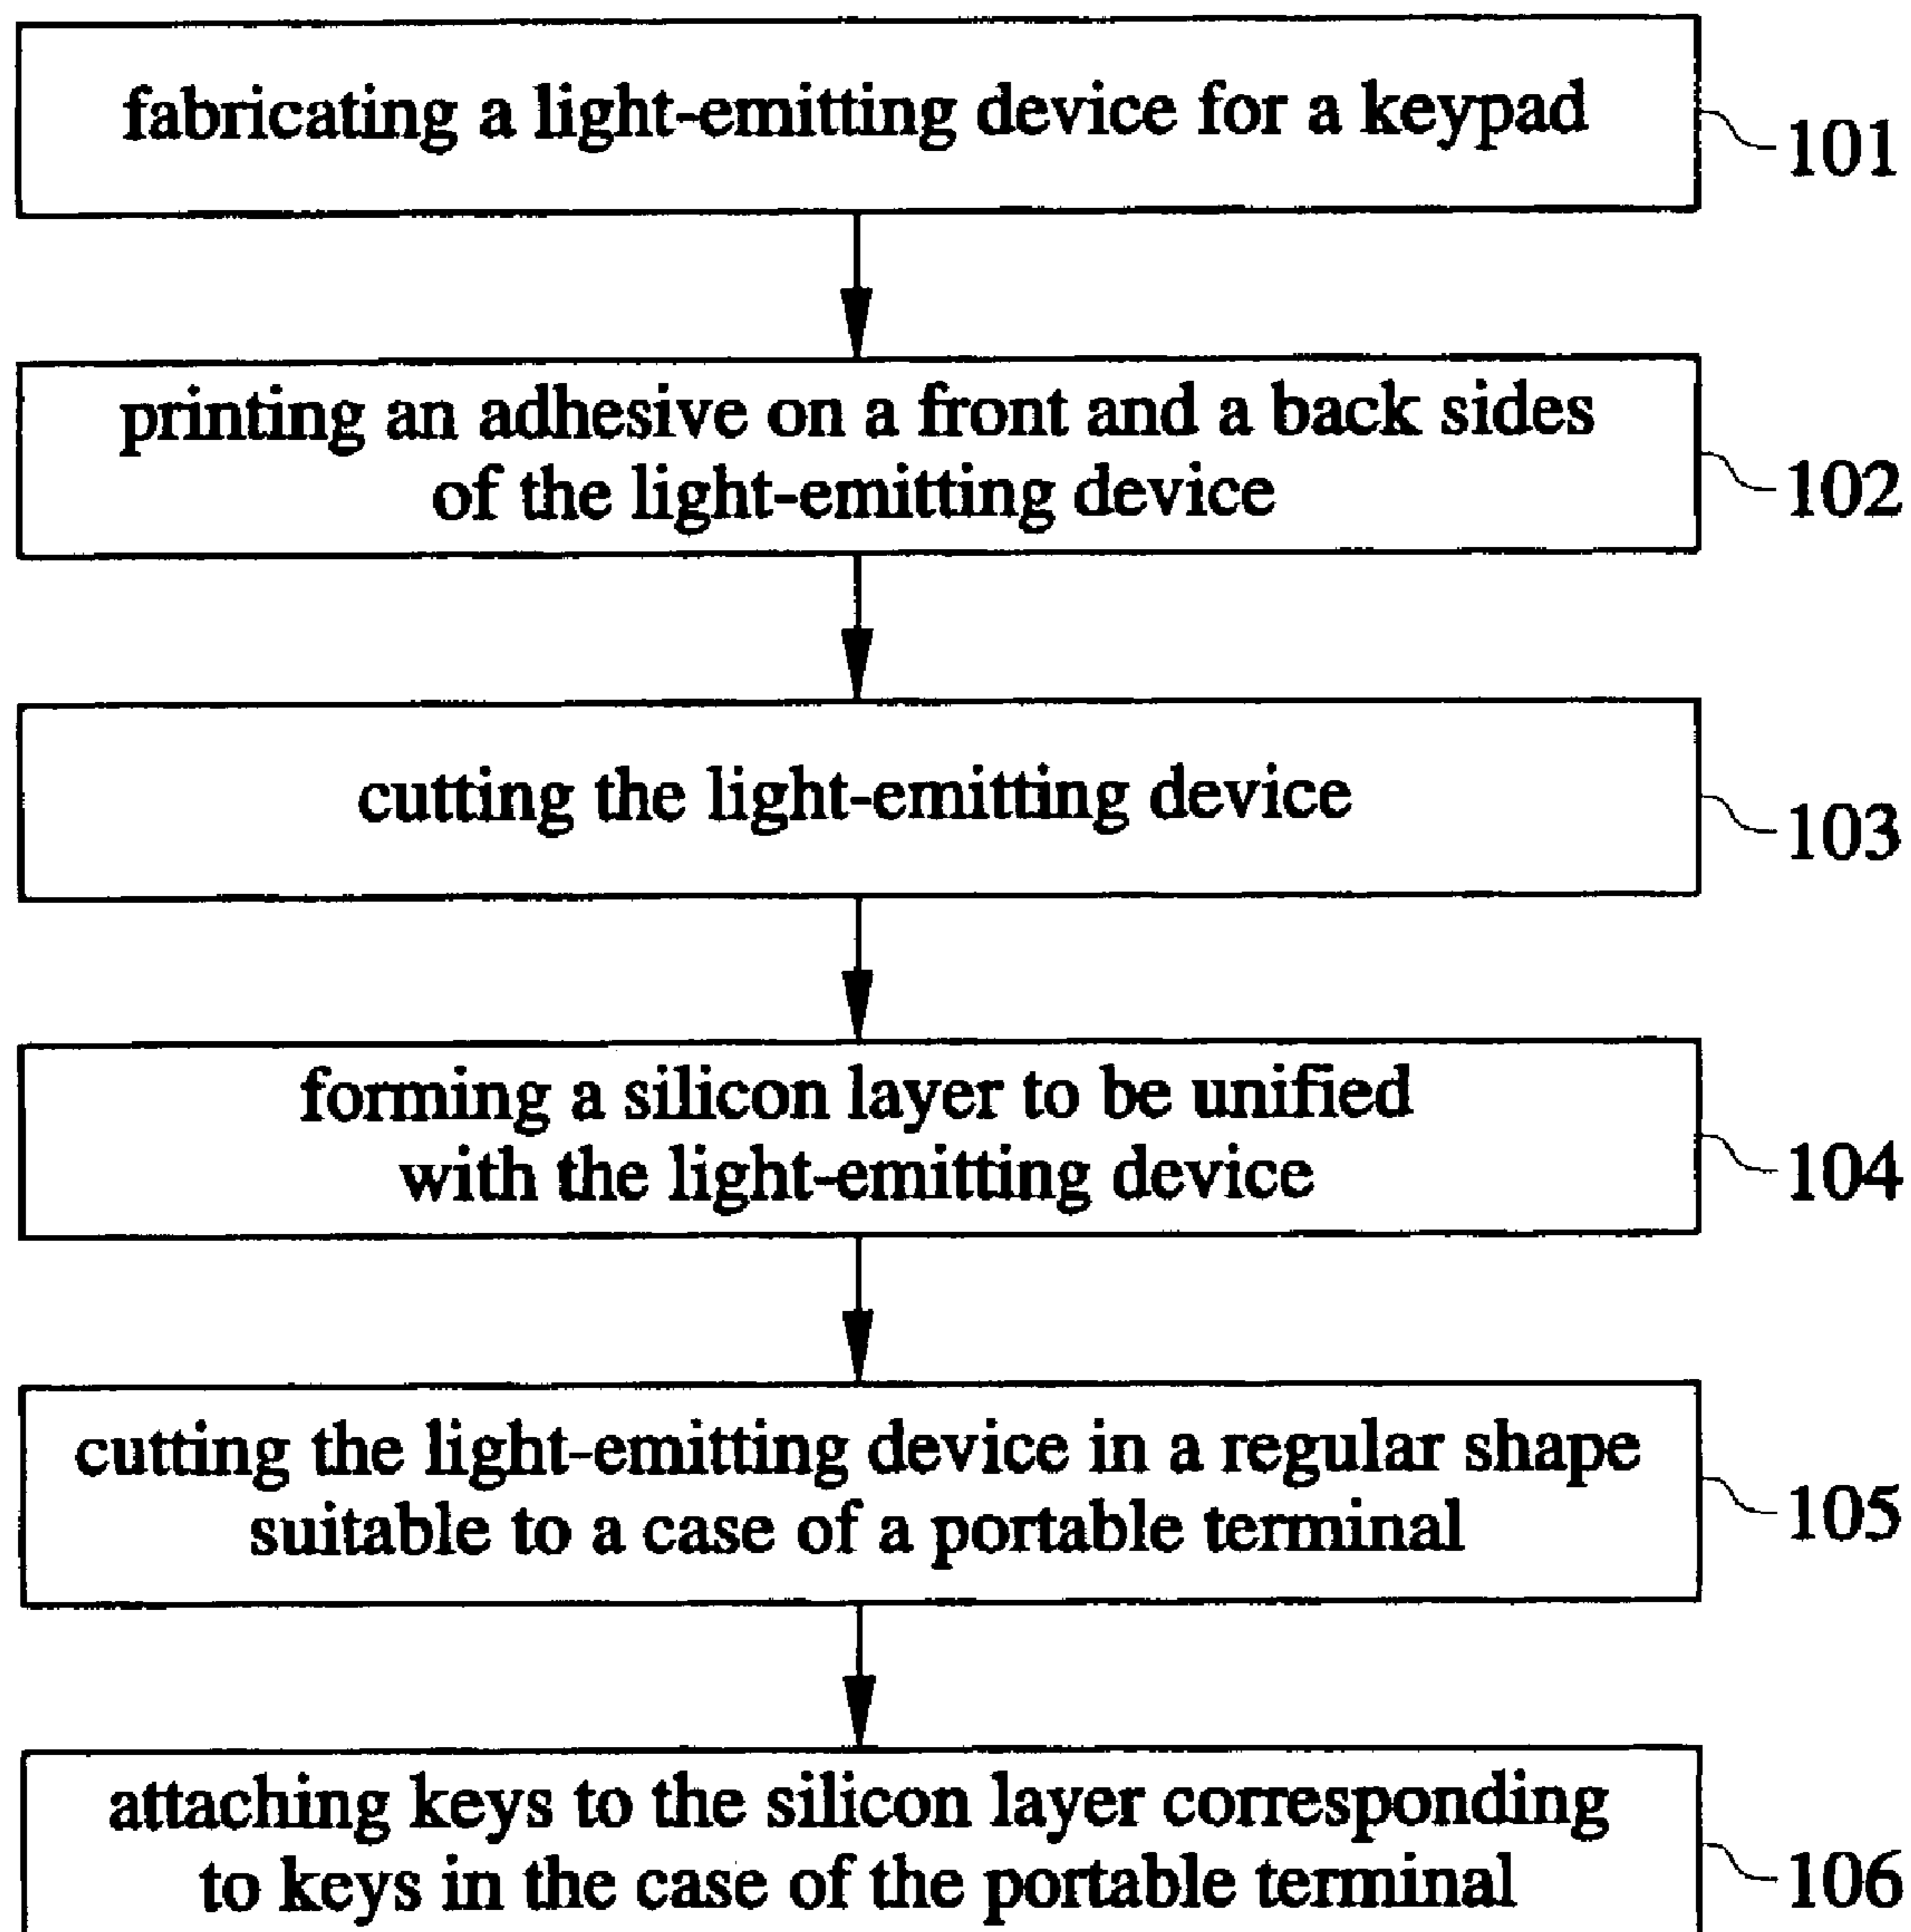 fabricating a light-emitting device for a keypad
101
printing an adhesive on a front and a back sides
of the light-emitting device
102
cutting the light-emitting device
103
forming a silicon layer to be unified
with the light-emitting device
104
cutting the light-emitting device in a regular shape
suitable to a case of a portable terminal
105
attaching keys to the silicon layer corresponding
to keys in the case of the portable terminal
106